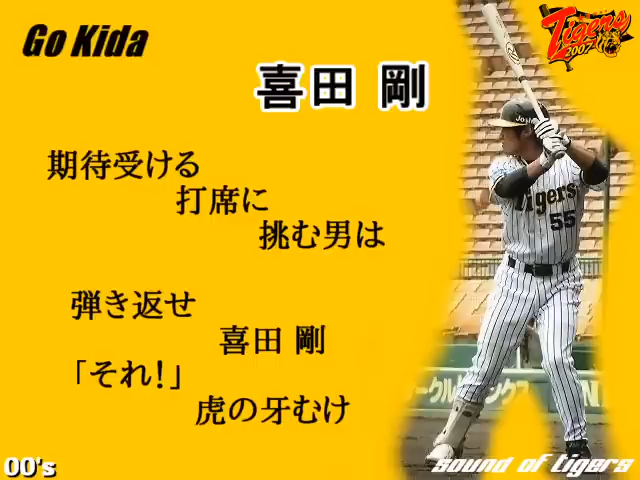 Go Kida
Tigers
2007
喜田 剛
Tigers
55
期待受ける
打席に
挑む男は
弾き返せ
喜田 剛
「それ!」
虎の牙むけ
00's
sound of tigers